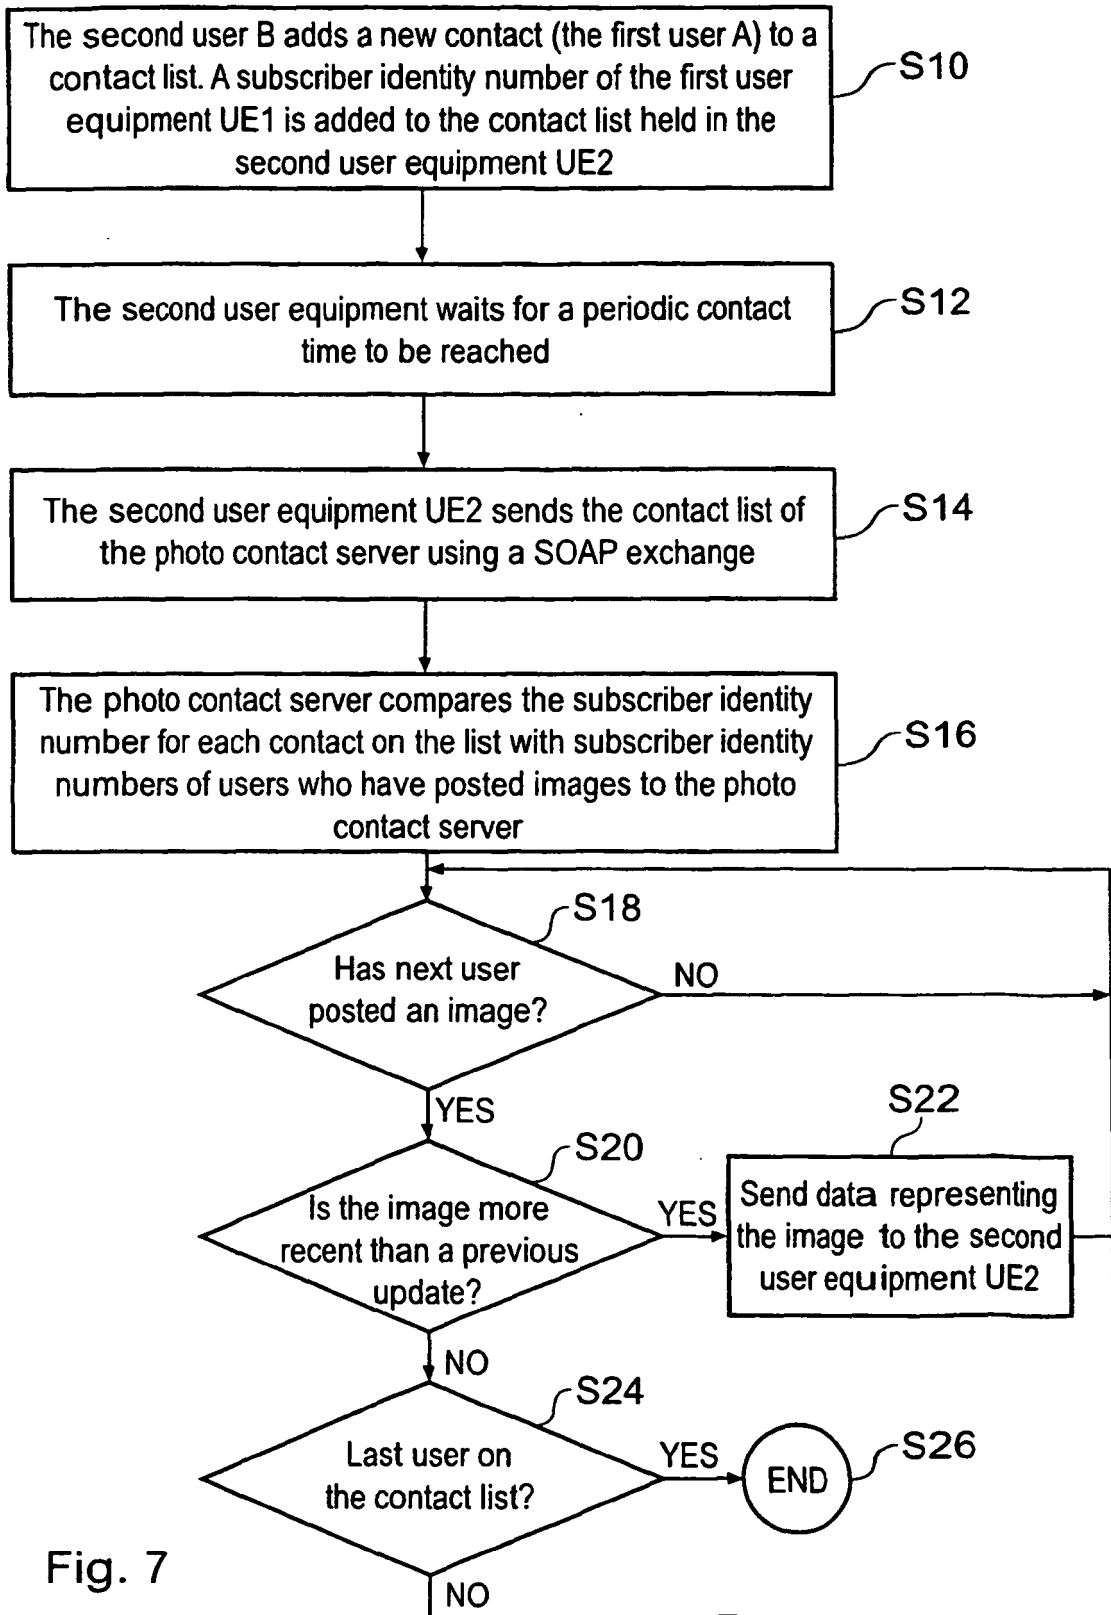 The second user B adds a new contact (the first user A) to a
contact list. A subscriber identity number of the first user
equipment UE1 is added to the contact list held in the
second user equipment UE2
S10
The second user equipment waits for a periodic contact
time to be reached
S12
The second user equipment UE2 sends the contact list of
the photo contact server using a SOAP exchange
S14
The photo contact server compares the subscriber identity
number for each contact on the list with subscriber identity
numbers of users who have posted images to the photo
contact server
S16
S18
Has next user
posted an image?
NO
YES
S20
Is the image more
recent than a previous
update?
YES
S22
Send data representing
the image to the second
user equipment UE2
NO
S24
Last user on
the contact list?
YES
END
S26
NO
Fig. 7